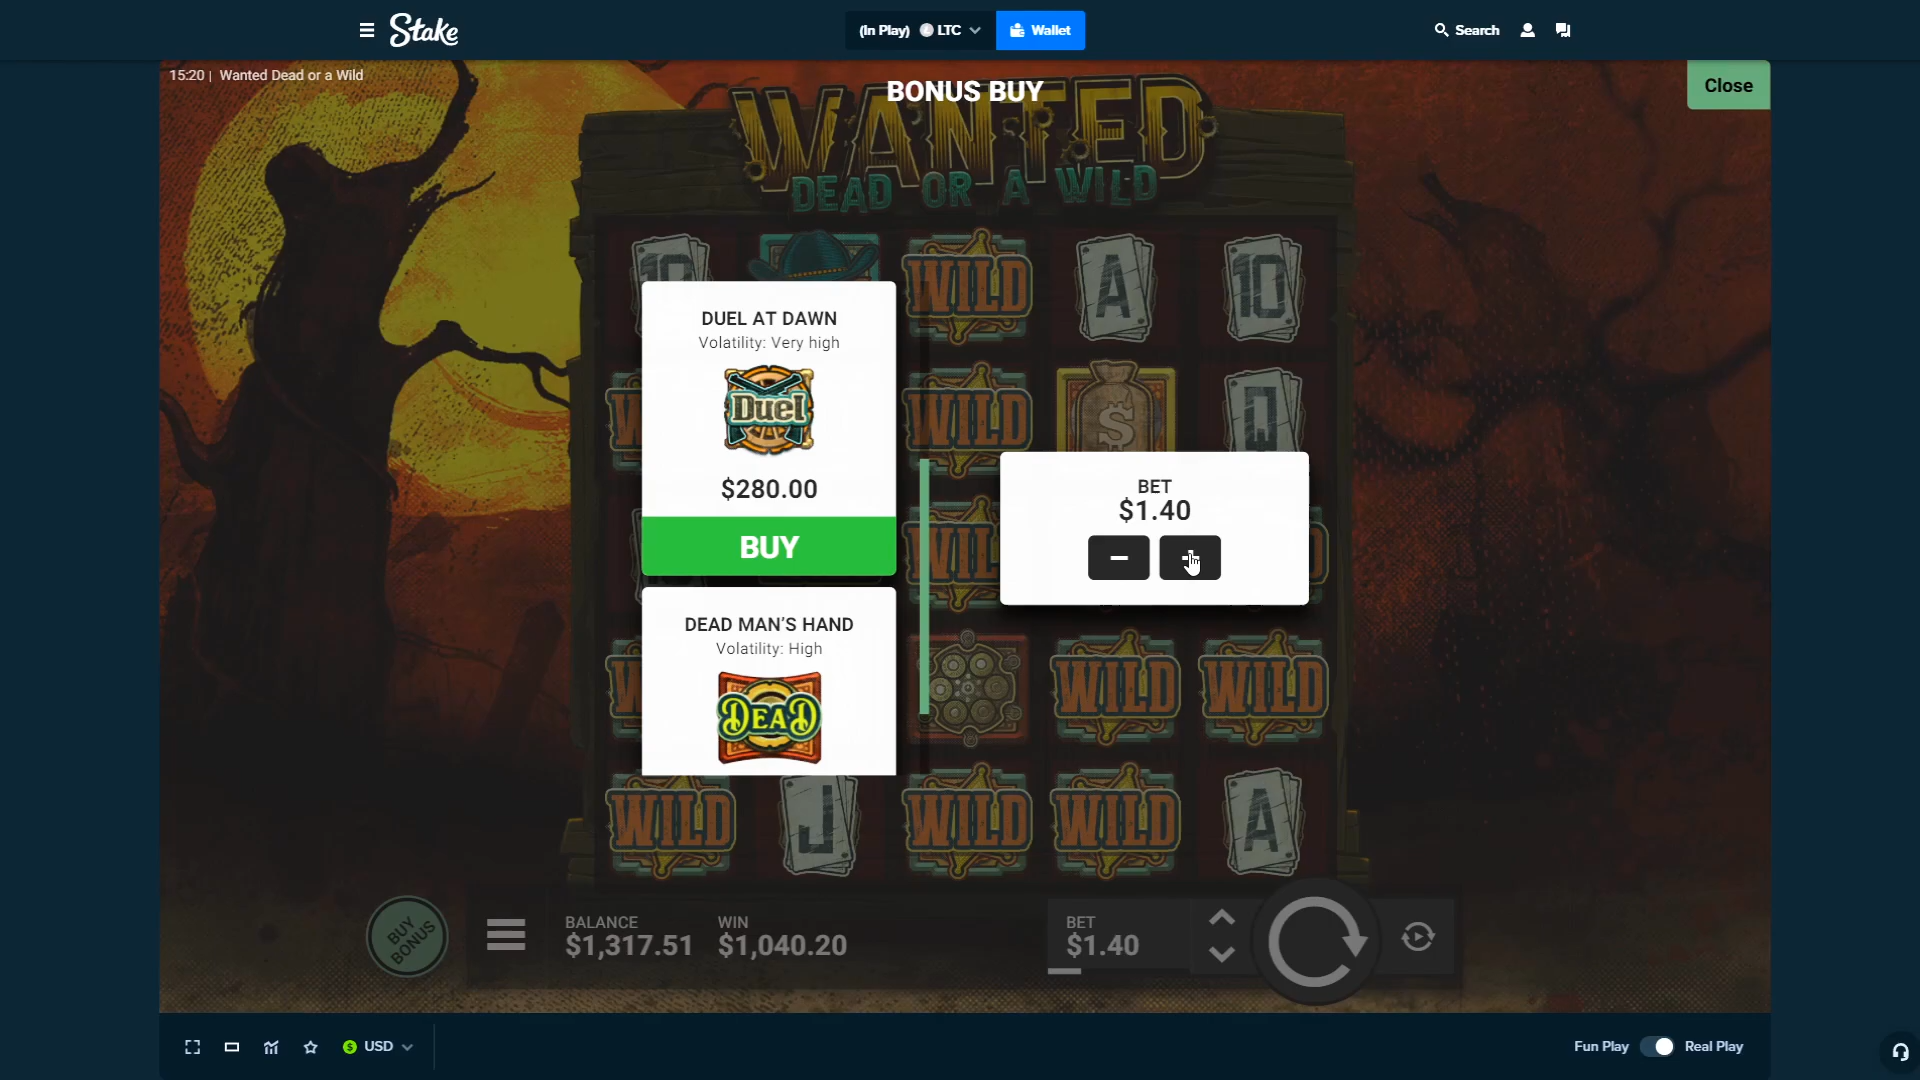 Stake
(In Play) LTC
Wallet
Search
15:20 | Wanted Dead or a Wild
BONUS BUY
Close
WANTED
DEAD OR A WILD
10
WILD
A
10
DUEL AT DAWN
Volatility: Very high
Duel
$280.00
BUY
WILD
$
Q
BET
$1.40
WILD
DEAD MAN'S HAND
Volatility: High
DEAD
WILD
WILD
WILD
J
WILD
WILD
A
BUY BONUS
BALANCE
$1,317.51
WIN
$1,040.20
BET
$1.40
$ USD
Fun Play
Real Play